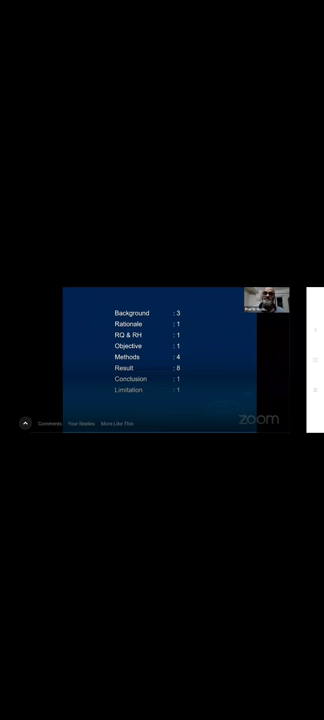 Background : 3
Rationale : 1
RQ & RH : 1
Objective : 1
Methods : 4
Result : 8
Conclusion : 1
Limitation : 1
zoom
Comments Your Replies More Like This